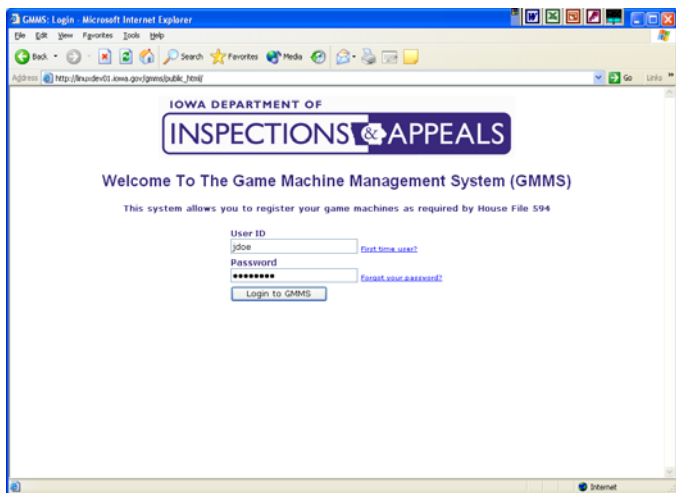 GMMS: Login - Microsoft Internet Explorer
File Edit View Favorites Tools Help
Back Search Favorites Media
Address http://linuxdev01.iowa.gov/gmms/public_html/ Go Links
IOWA DEPARTMENT OF
INSPECTIONS & APPEALS
Welcome To The Game Machine Management System (GMMS)
This system allows you to register your game machines as required by House File 594
User ID
jdoe First time user?
Password
•••••••• Forgot your password?
Login to GMMS
Internet